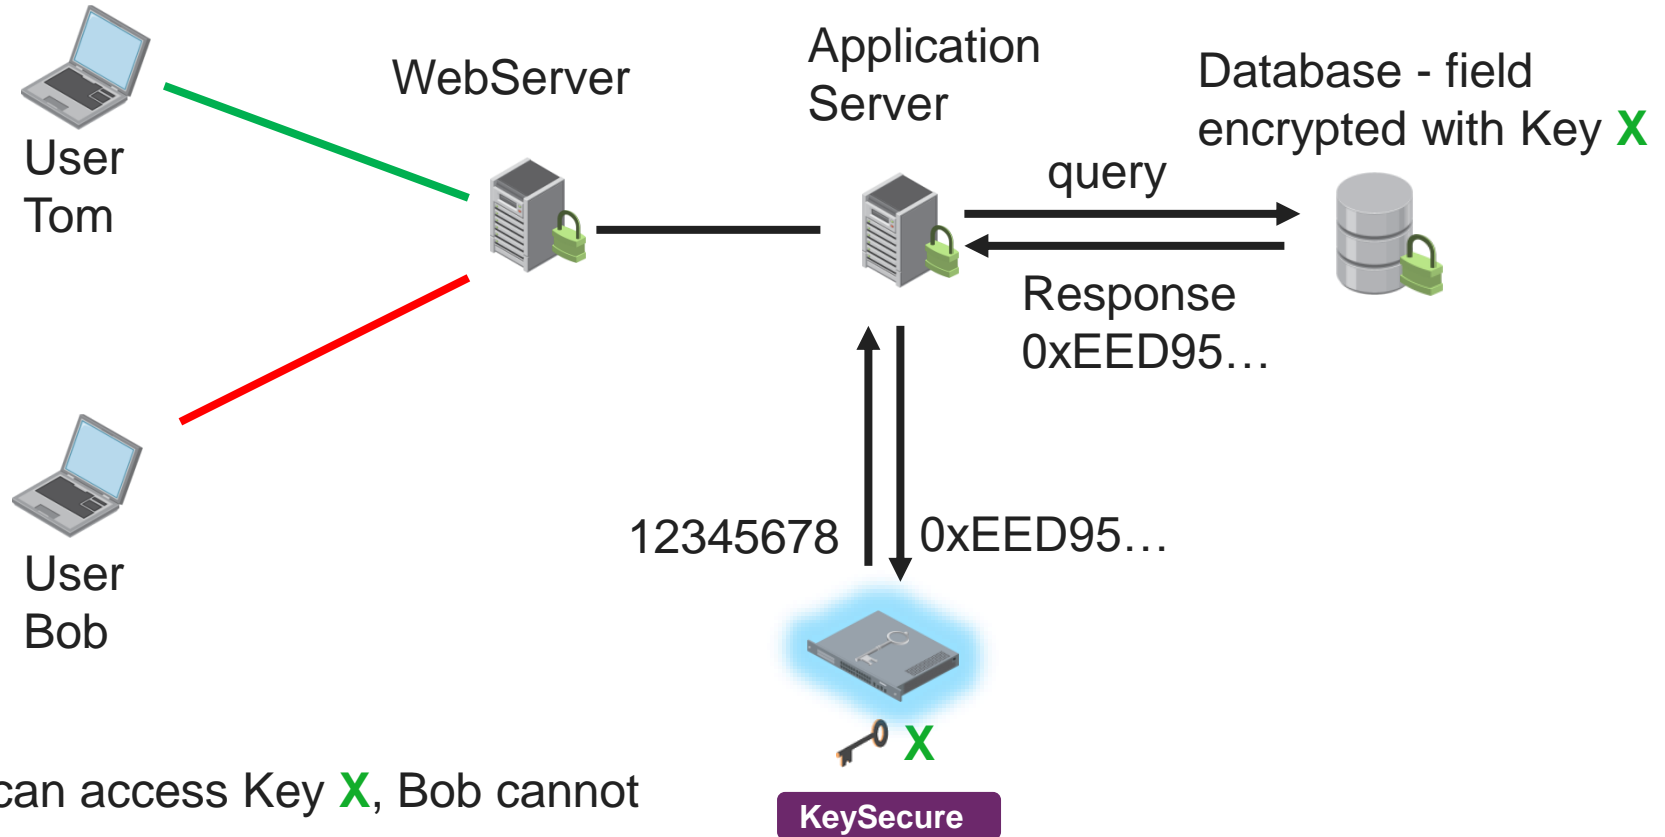 WebServer
Application
Server
Database - field
encrypted with Key X
User
Tom
query
Response
0xEED95…
12345678
0xEED95…
User
Bob
X
can access Key X, Bob cannot
KeySecure